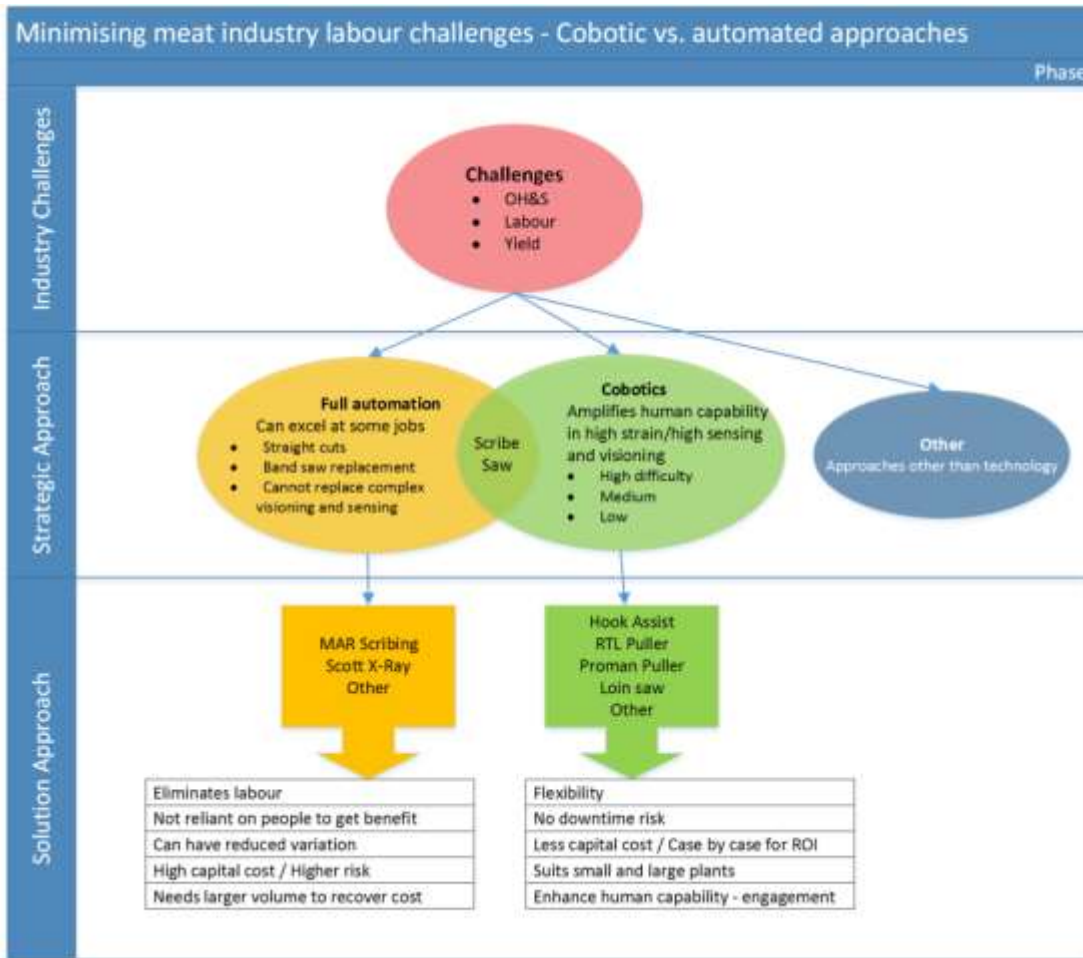 Minimising meat industry labour challenges - Cobotic vs. automated approaches
Phase
Industry Challenges
Challenges
• OH&S
• Labour
• Yield
Strategic Approach
Full automation
Can excel at some jobs
• Straight cuts
• Band saw replacement
• Cannot replace complex
visioning and sensing
Scribe
Saw
Cobotics
Amplifies human capability
in high strain/high sensing
and visioning
• High difficulty
• Medium
• Low
Other
Approaches other than technology
Solution Approach
MAR Scribing
Scott X-Ray
Other
Hook Assist
RTL Puller
Proman Puller
Loin saw
Other
Eliminates labour
Not reliant on people to get benefit
Can have reduced variation
High capital cost / Higher risk
Needs larger volume to recover cost
Flexibility
No downtime risk
Less capital cost / Case by case for ROI
Suits small and large plants
Enhance human capability - engagement